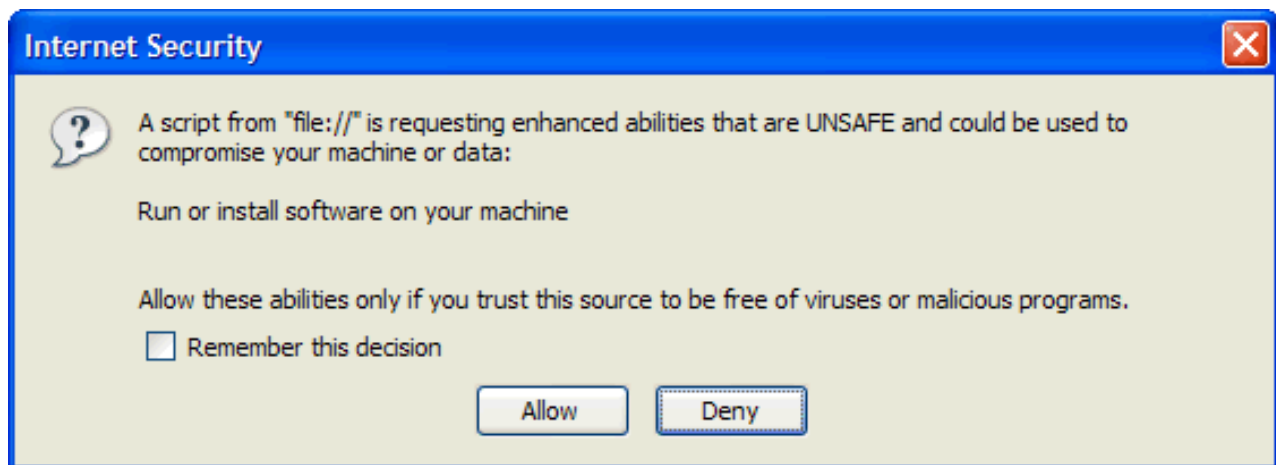 Internet Security
A script from "file://" is requesting enhanced abilities that are UNSAFE and could be used to
compromise your machine or data:
Run or install software on your machine
Allow these abilities only if you trust this source to be free of viruses or malicious programs.
Remember this decision
Allow Deny